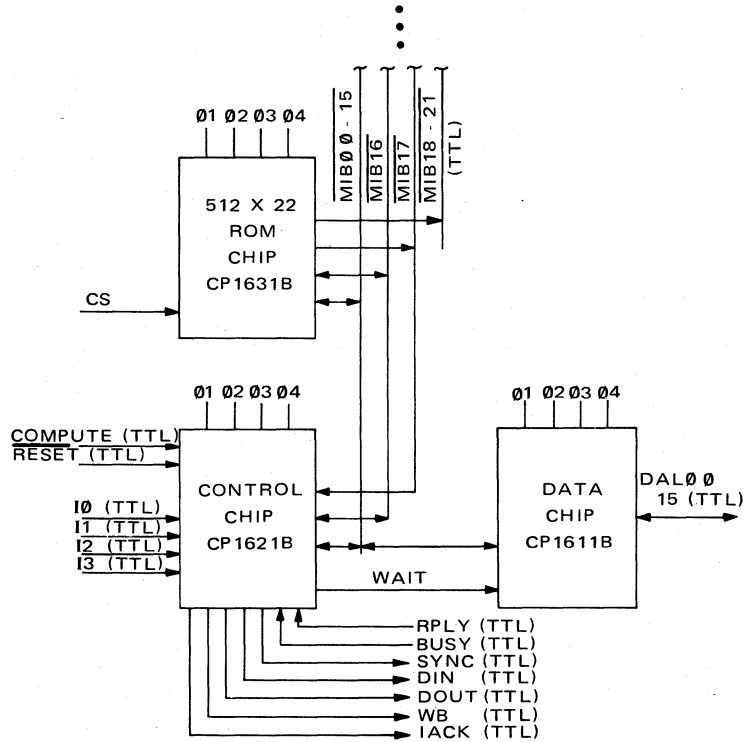 MIB00-15
MIB16
MIB17
MIB18-21
(TTL)
Ø1 Ø2 Ø3 Ø4
512 X 22
ROM
CHIP
CP1631B
CS
Ø1 Ø2 Ø3 Ø4
COMPUTE (TTL)
RESET (TTL)
I0 (TTL)
I1 (TTL)
I2 (TTL)
I3 (TTL)
CONTROL
CHIP
CP1621B
WAIT
Ø1 Ø2 Ø3 Ø4
DATA
CHIP
CP1611B
DAL00
15 (TTL)
RPLY (TTL)
BUSY (TTL)
SYNC (TTL)
DIN (TTL)
DOUT (TTL)
WB (TTL)
IACK (TTL)